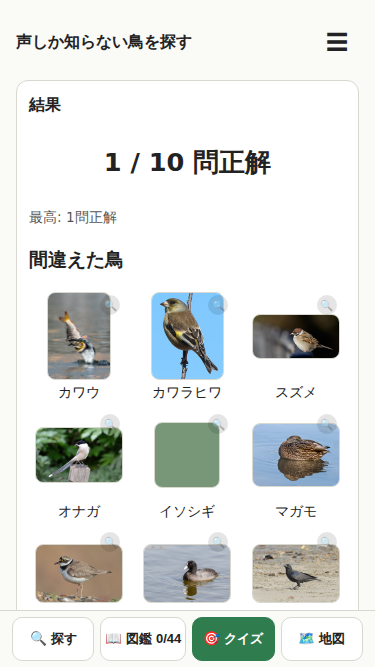 声しか知らない鳥を探す
結果
1 / 10 問正解
最高: 1問正解
間違えた鳥
カワウ
カワラヒワ
スズメ
オナガ
イソシギ
マガモ
🔍 探す
📖 図鑑 0/44
🎯 クイズ
🗺️ 地図